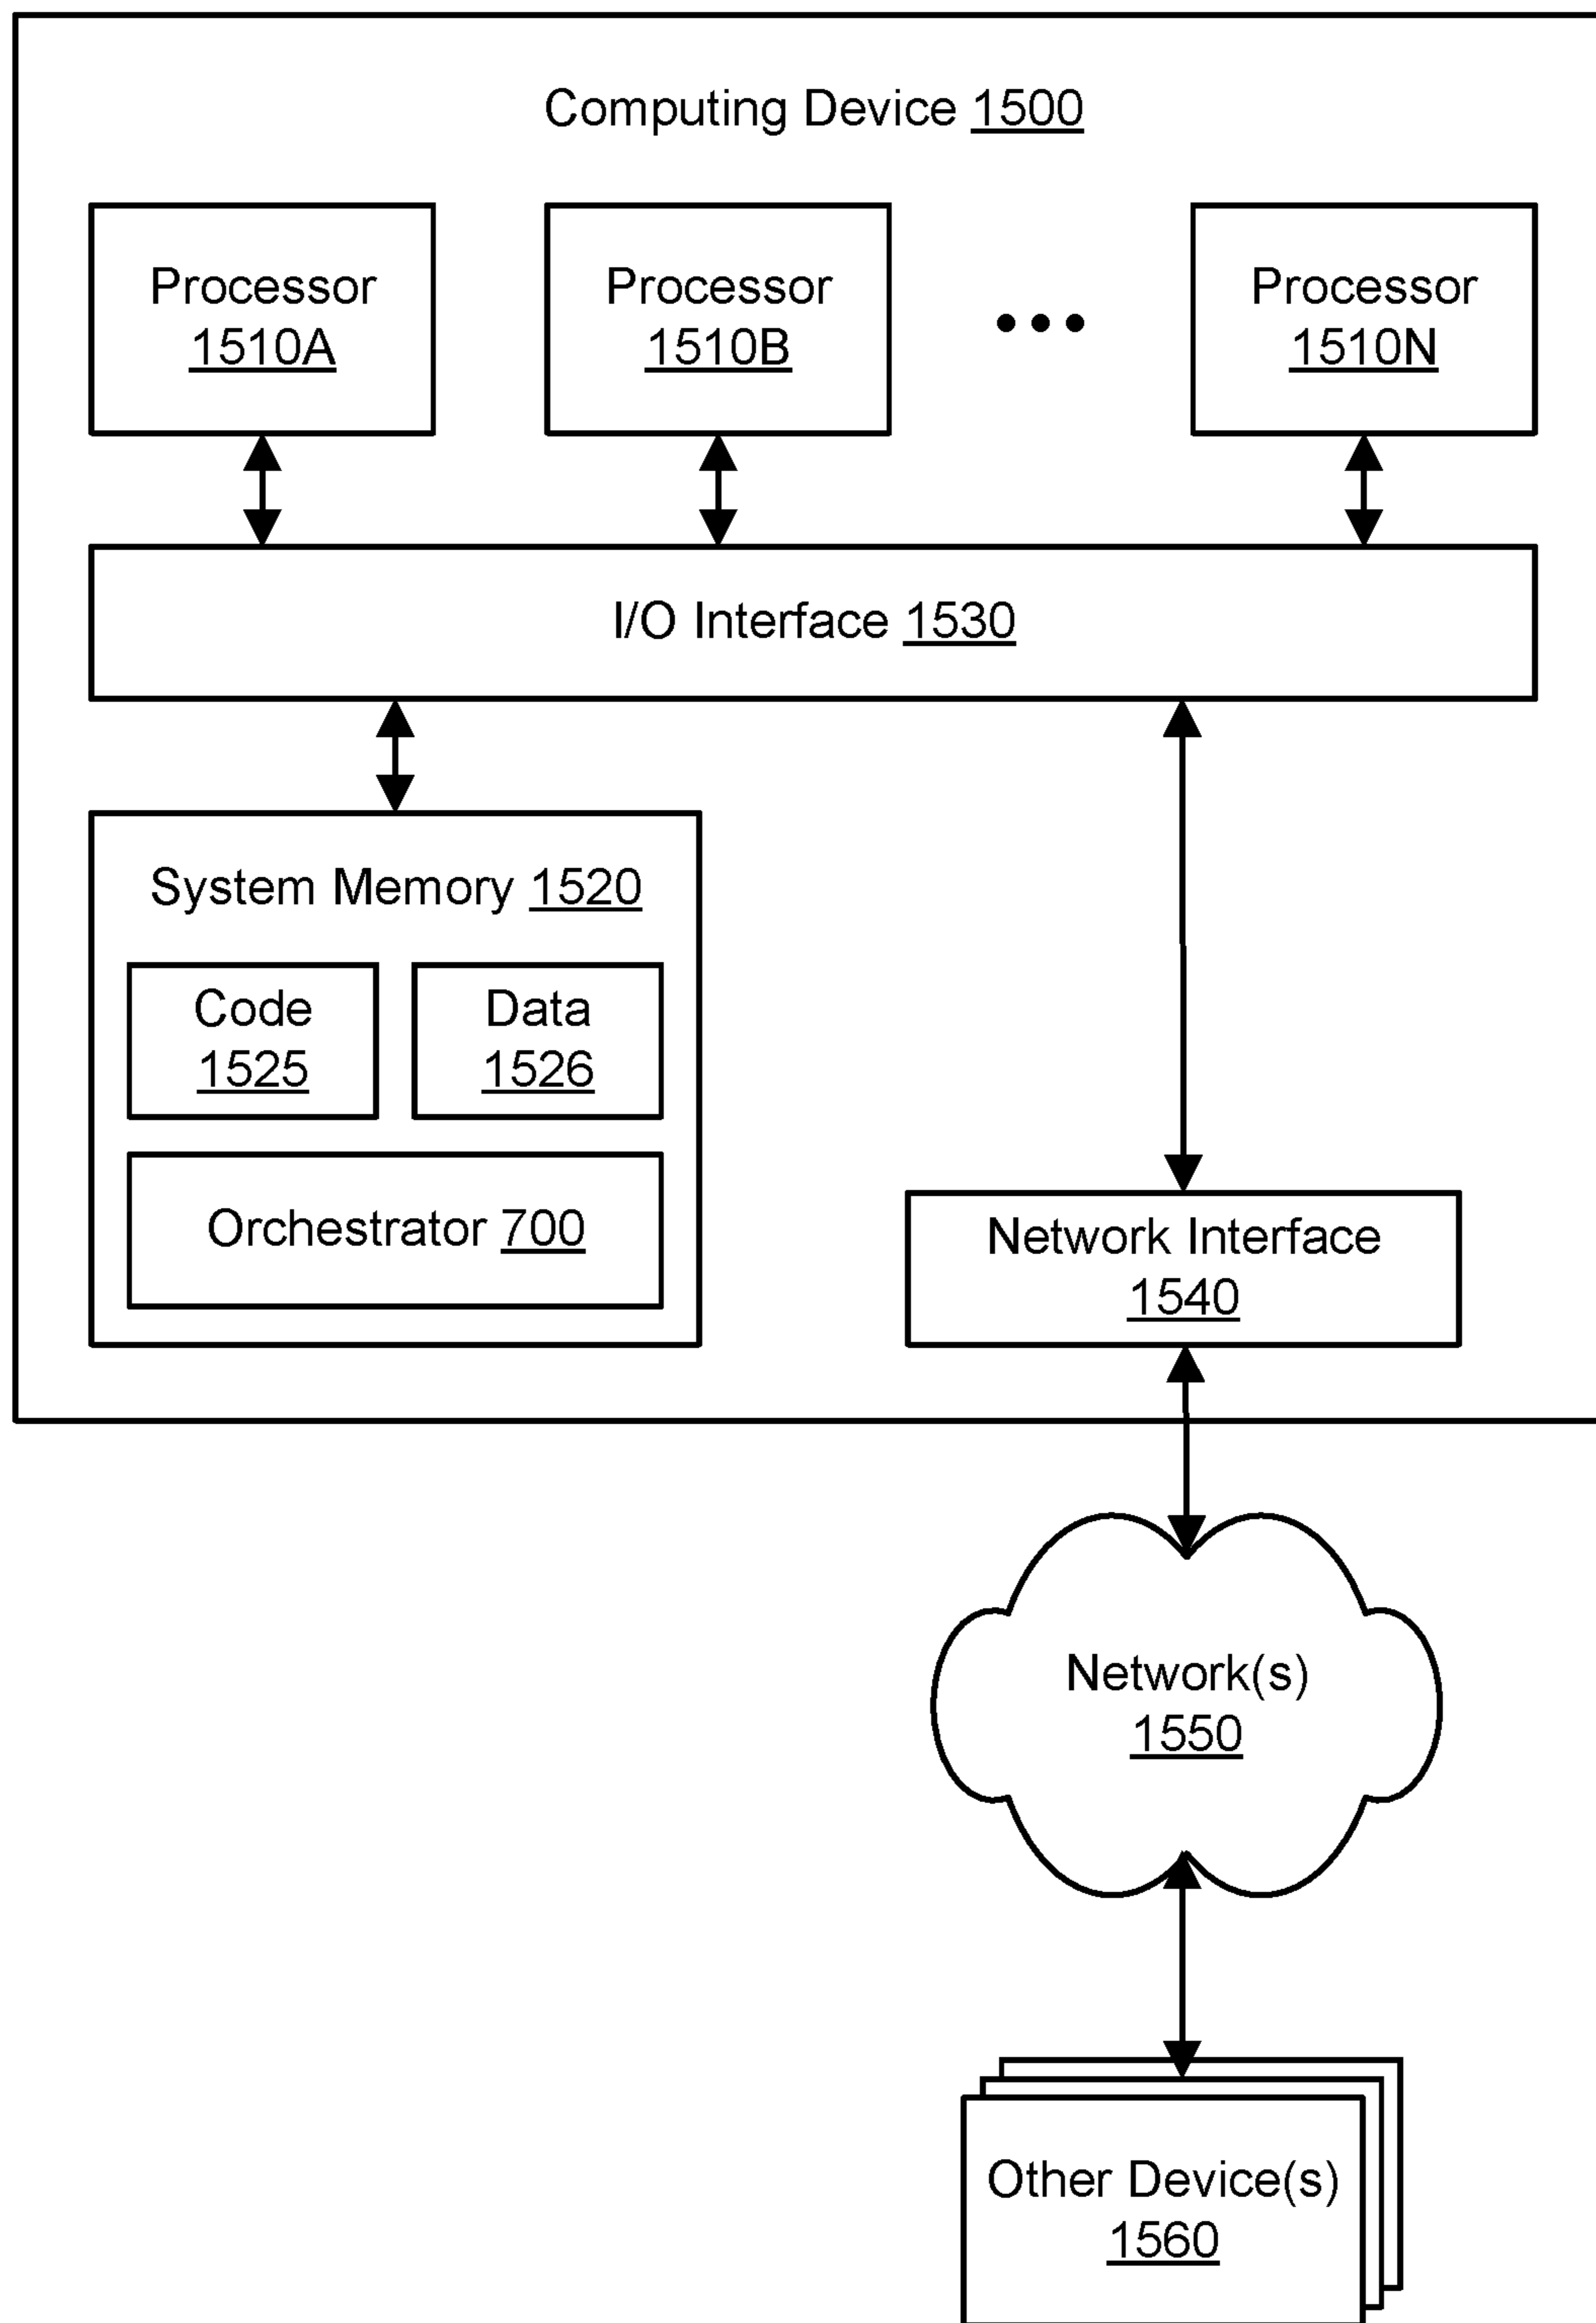 Computing Device 1500
Processor
1510A
Processor
1510B
Processor
1510N
I/O Interface 1530
System Memory 1520
Code
1525
Data
1526
Orchestrator 700
Network Interface
1540
Network(s)
1550
Other Device(s)
1560